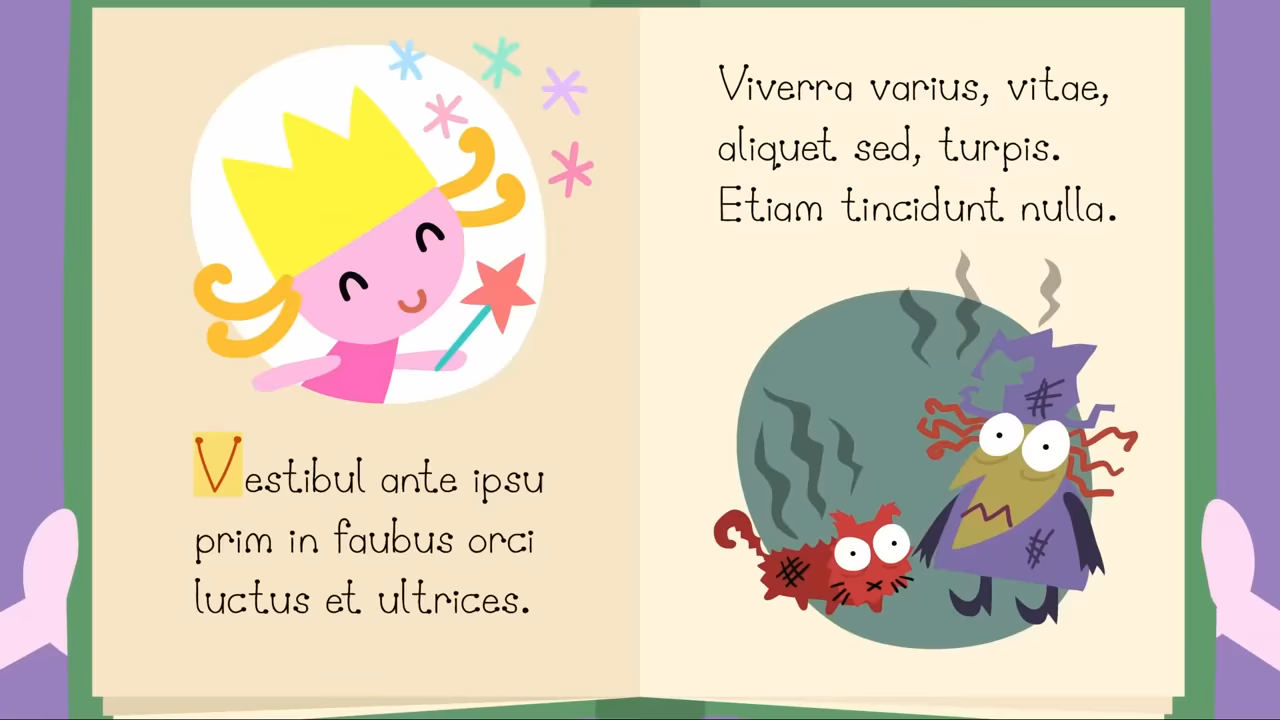 Vestibul ante ipsu
prim in faubus orci
luctus et ultrices.
Viverra varius, vitae,
aliquet sed, turpis.
Etiam tincidunt nulla.